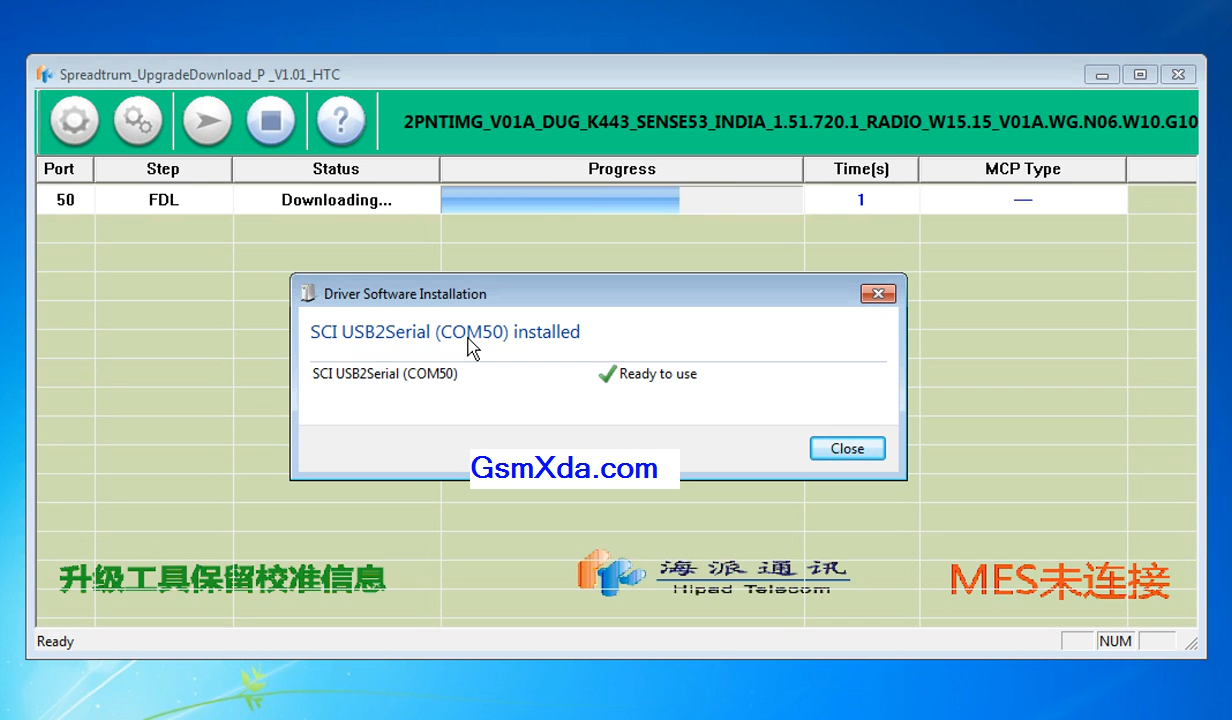 Spreadtrum_UpgradeDownload_P _V1.01_HTC
?
2PNTIMG_V01A_DUG_K443_SENSE53_INDIA_1.51.720.1_RADIO_W15.15_V01A.WG.N06.W10.G10
Port Step Status Progress Time(s) MCP Type
50 FDL Downloading... 1 —
Driver Software Installation
SCI USB2Serial (COM50) installed
SCI USB2Serial (COM50) Ready to use
Close
GsmXda.com
升级工具保留校准信息
海派通讯
Hipad Telecom
MES未连接
Ready NUM